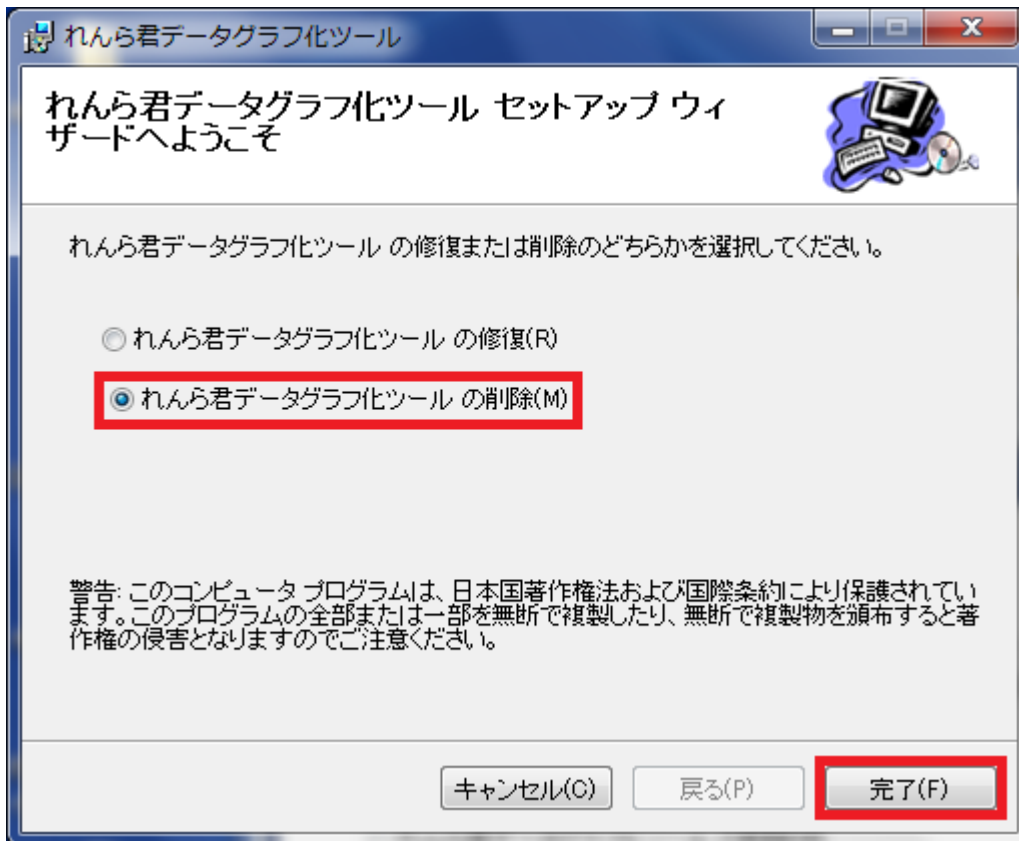 れんら君データグラフ化ツール
れんら君データグラフ化ツール セットアップ ウィ
ザードへようこそ
れんら君データグラフ化ツール の修復または削除のどちらかを選択してください。
れんら君データグラフ化ツール の修復(R)
れんら君データグラフ化ツール の削除(M)
警告: このコンピュータ プログラムは、日本国著作権法および国際条約により保護されてい
ます。このプログラムの全部または一部を無断で複製したり、無断で複製物を頒布すると著
作権の侵害となりますのでご注意ください。
キャンセル(C) 戻る(P) 完了(F)